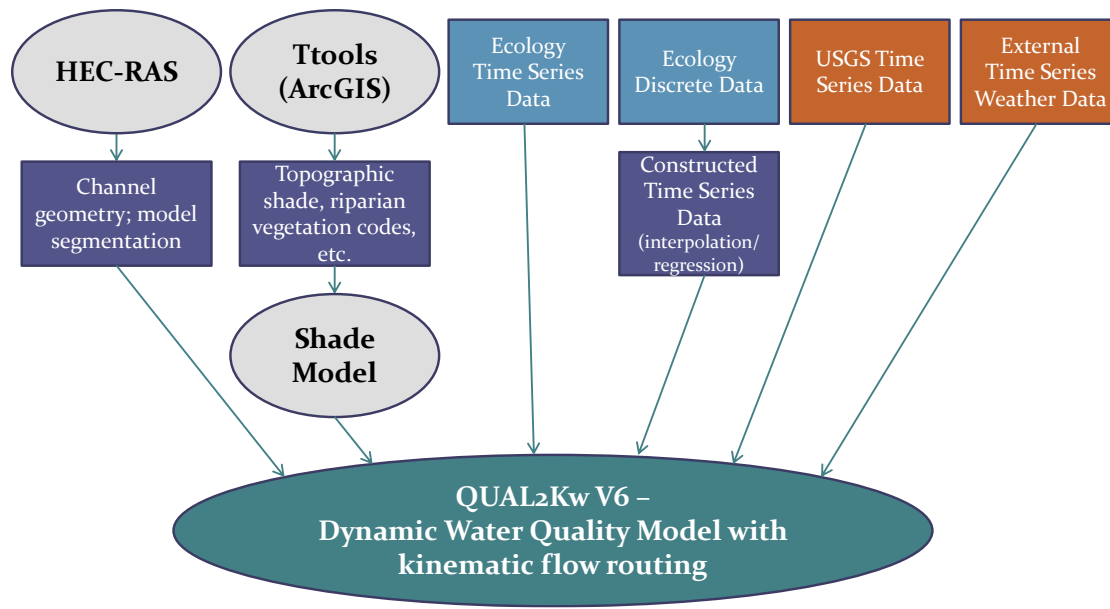 HEC-RAS
Ttools
(ArcGIS)
Ecology
Time Series
Data
Ecology
Discrete Data
USGS Time
Series Data
External
Time Series
Weather Data
Channel
geometry; model
segmentation
Topographic
shade, riparian
vegetation codes,
etc.
Constructed
Time Series
Data
(interpolation/
regression)
Shade
Model
QUAL2Kw V6 –
Dynamic Water Quality Model with
kinematic flow routing